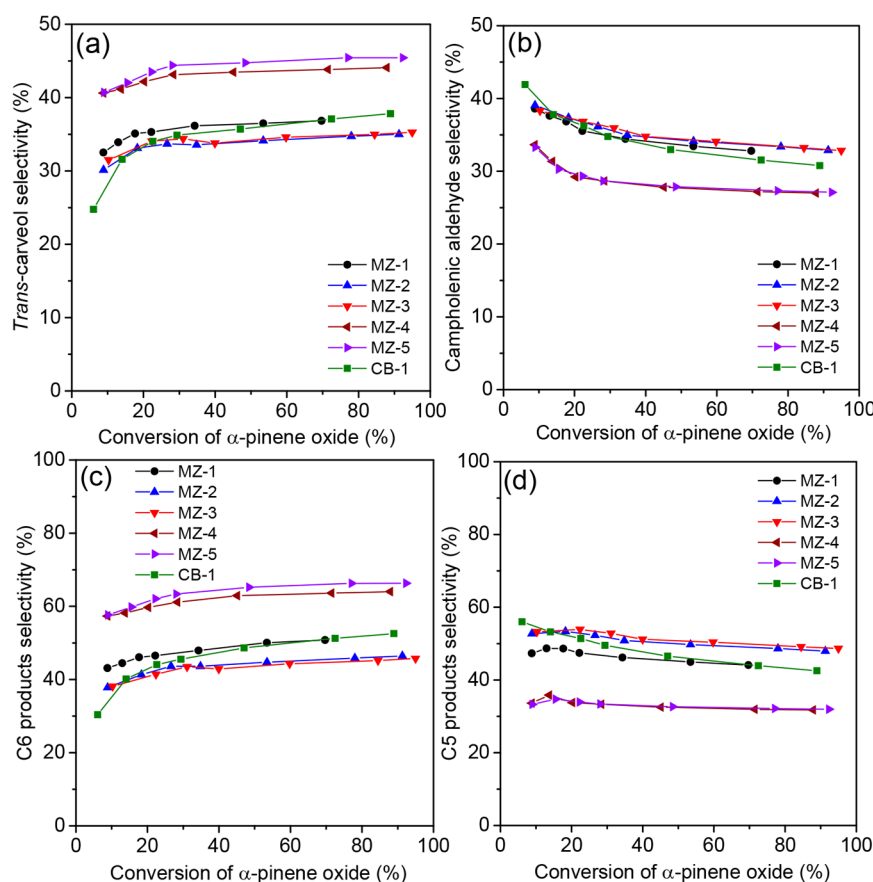 (a)
Trans-carveol selectivity (%)
50
40
30
20
10
0
MZ-1
MZ-2
MZ-3
MZ-4
MZ-5
CB-1
0 20 40 60 80 100
Conversion of α-pinene oxide (%)
(b)
Campholenic aldehyde selectivity (%)
50
40
30
20
10
0
MZ-1
MZ-2
MZ-3
MZ-4
MZ-5
CB-1
0 20 40 60 80 100
Conversion of α-pinene oxide (%)
(c)
C6 products selectivity (%)
100
80
60
40
20
0
MZ-1
MZ-2
MZ-3
MZ-4
MZ-5
CB-1
0 20 40 60 80 100
Conversion of α-pinene oxide (%)
(d)
C5 products selectivity (%)
100
80
60
40
20
0
MZ-1
MZ-2
MZ-3
MZ-4
MZ-5
CB-1
0 20 40 60 80 100
Conversion of α-pinene oxide (%)